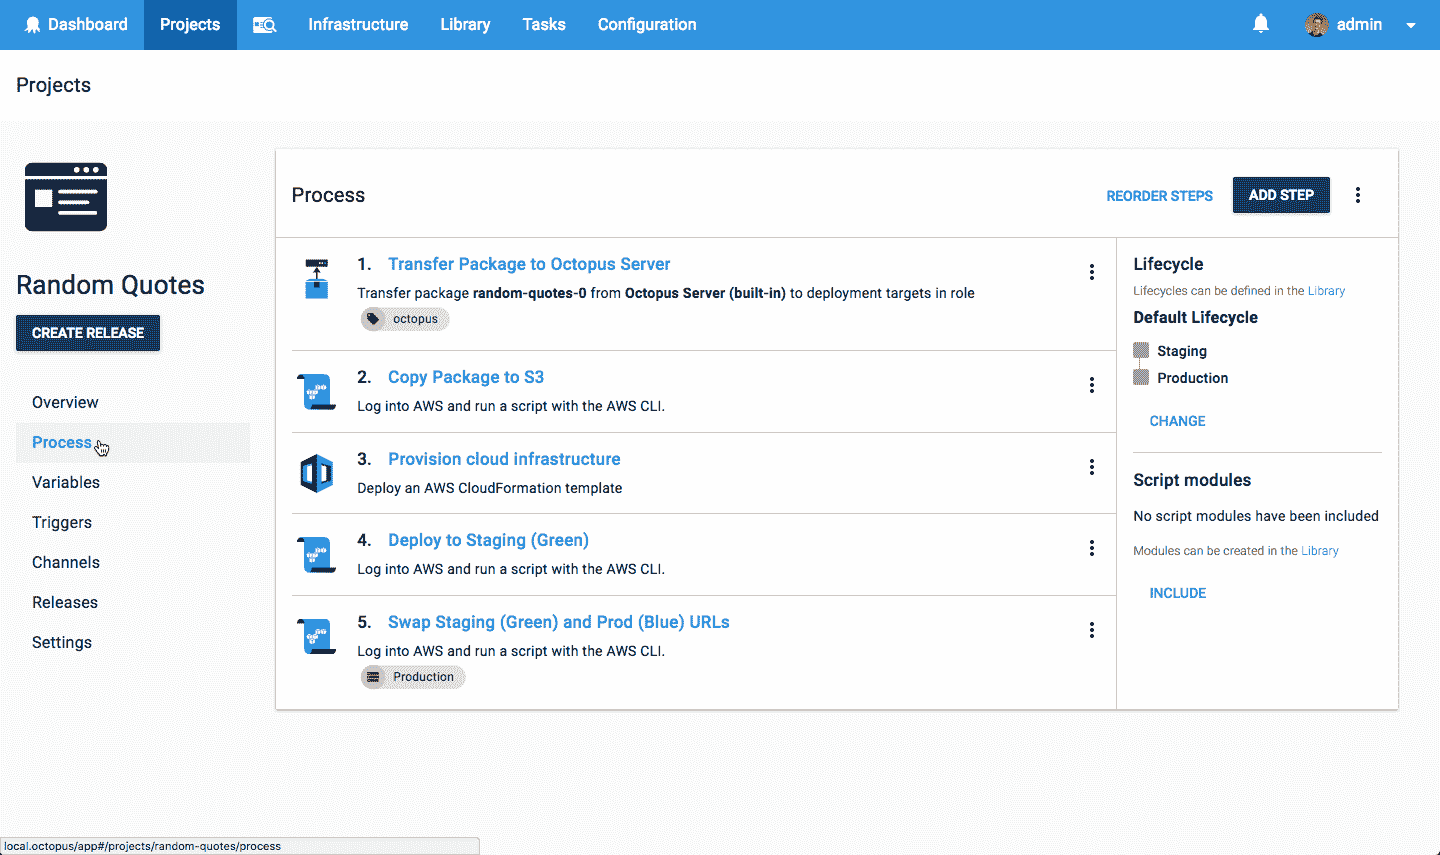 Dashboard Projects Infrastructure Library Tasks Configuration admin
Projects
Random Quotes
CREATE RELEASE
Overview
Process
Variables
Triggers
Channels
Releases
Settings
Process
REORDER STEPS
ADD STEP
1. Transfer Package to Octopus Server
Transfer package random-quotes-0 from Octopus Server (built-in) to deployment targets in role
octopus
2. Copy Package to S3
Log into AWS and run a script with the AWS CLI.
3. Provision cloud infrastructure
Deploy an AWS CloudFormation template
4. Deploy to Staging (Green)
Log into AWS and run a script with the AWS CLI.
5. Swap Staging (Green) and Prod (Blue) URLs
Log into AWS and run a script with the AWS CLI.
Production
Lifecycle
Lifecycles can be defined in the Library
Default Lifecycle
Staging
Production
CHANGE
Script modules
No script modules have been included
Modules can be created in the Library
INCLUDE
local.octopus/app#/projects/random-quotes/process